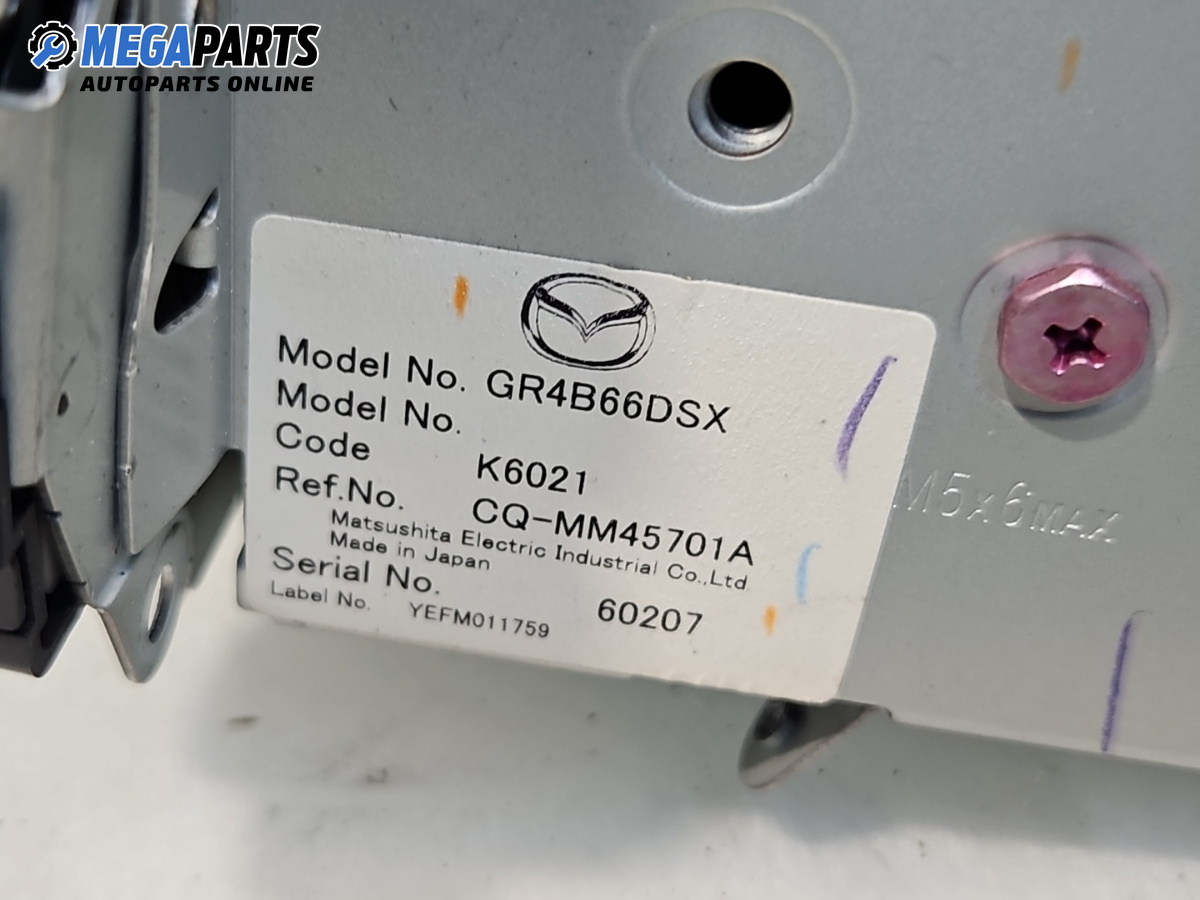 MEGAPARTS
AUTOPARTS ONLINE
Model No. GR4B66DSX
Model No.
Code K6021
Ref.No. CQ-MM45701A
Matsushita Electric Industrial Co.,Ltd
Made in Japan
Serial No. 60207
Label No. YEFM011759
M5x6MAX